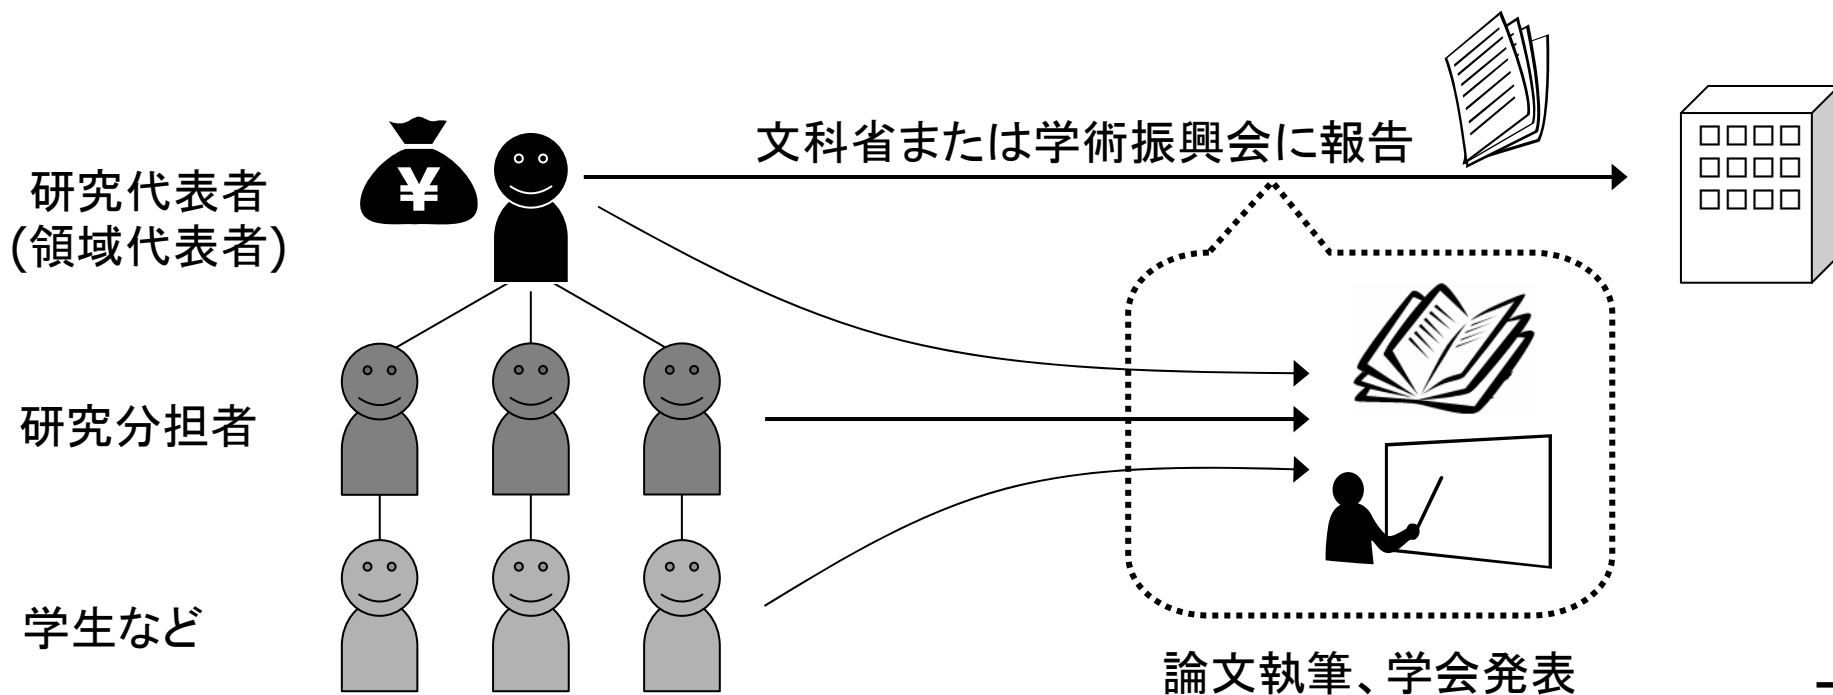 文科省または学術振興会に報告
研究代表者
(領域代表者)
¥
研究分担者
学生など
論文執筆、学会発表